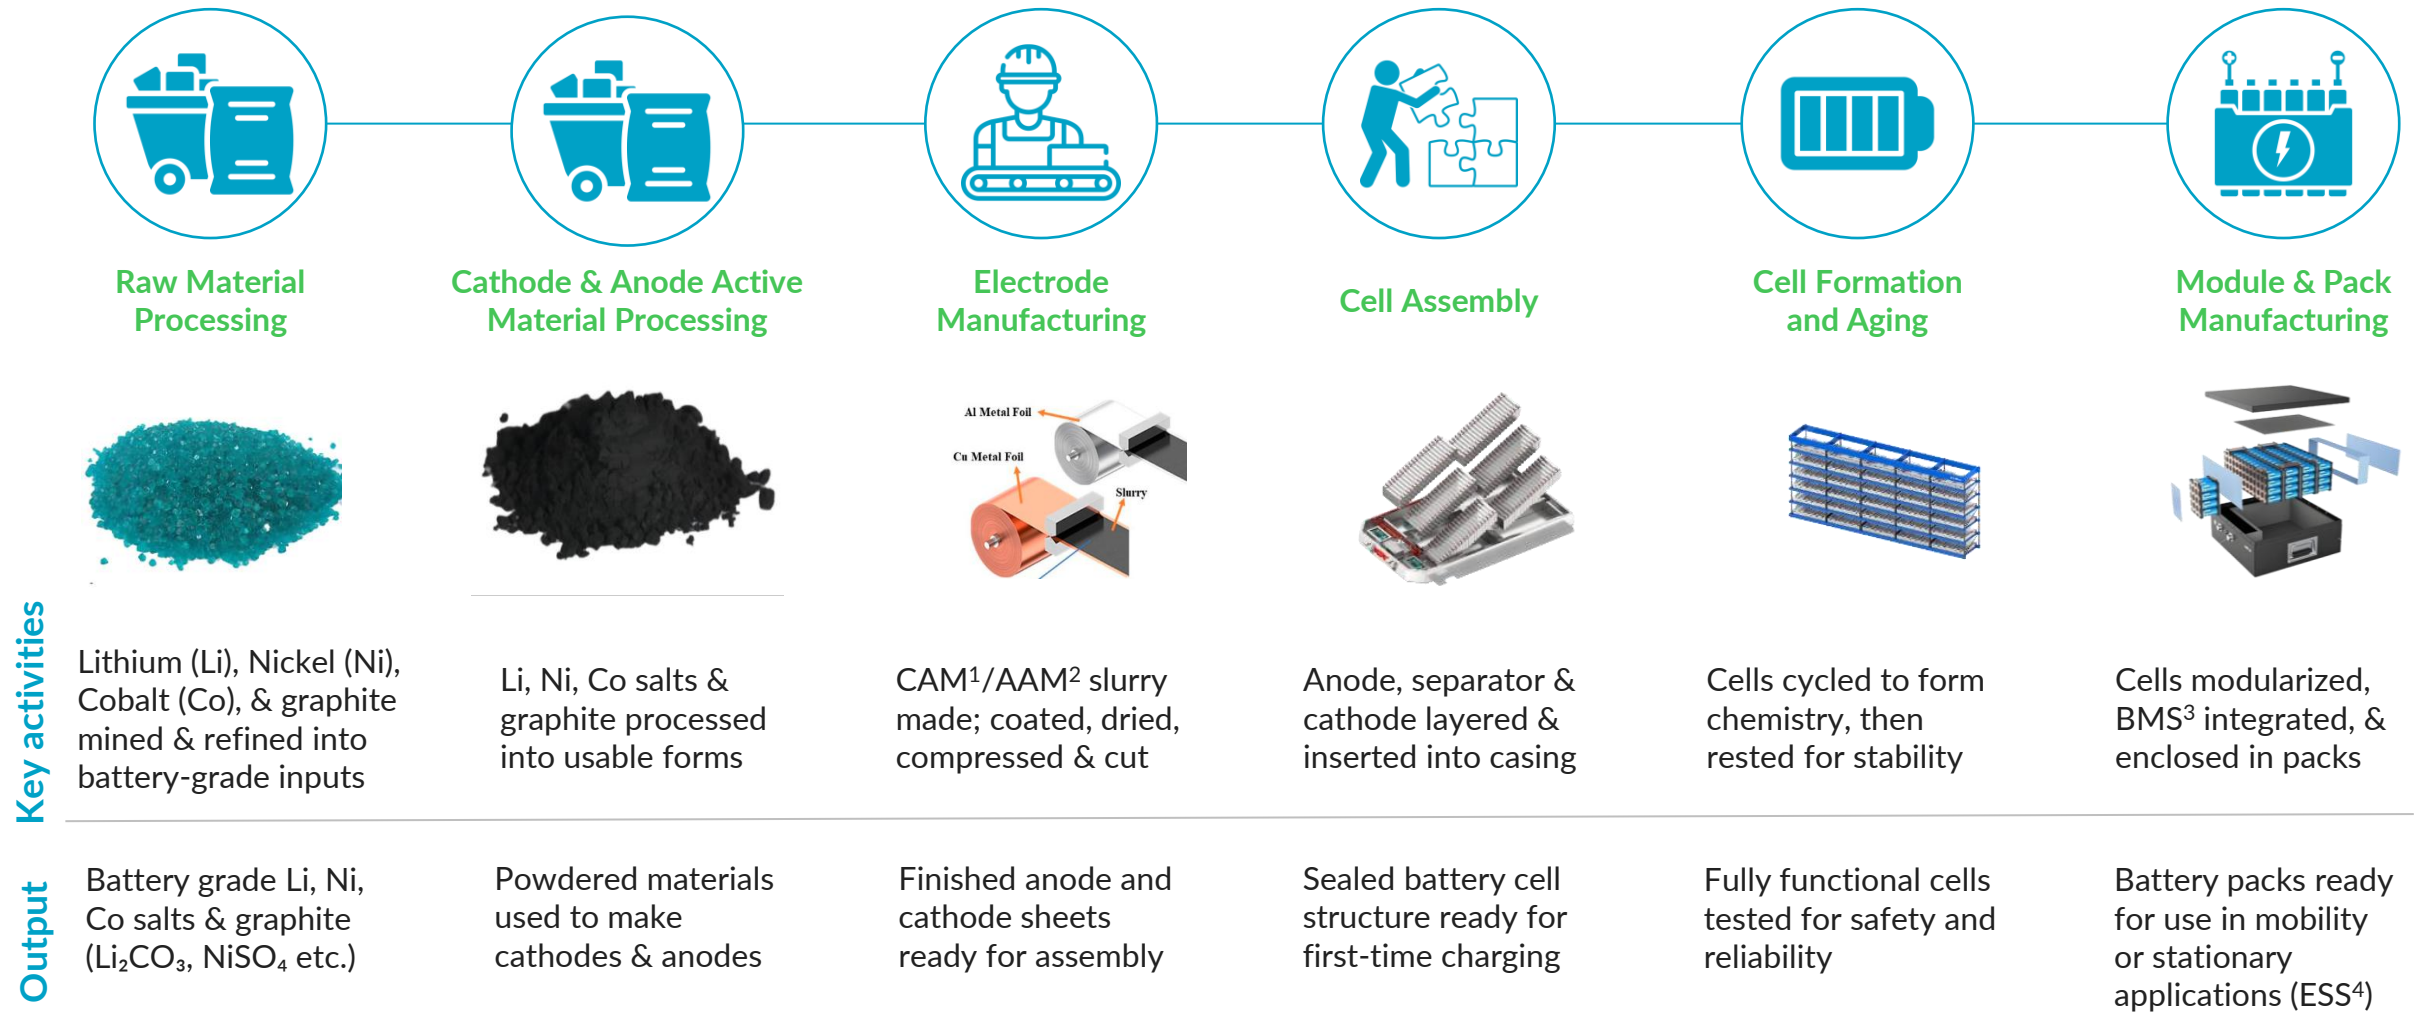 Raw Material
Processing
Cathode & Anode Active
Material Processing
Electrode
Manufacturing
Cell Assembly
Cell Formation
and Aging
Module & Pack
Manufacturing
Al Metal Foil
Cu Metal Foil
Slurry
Key activities
Lithium (Li), Nickel (Ni),
Cobalt (Co), & graphite
mined & refined into
battery-grade inputs
Li, Ni, Co salts &
graphite processed
into usable forms
CAM¹/AAM² slurry
made; coated, dried,
compressed & cut
Anode, separator &
cathode layered &
inserted into casing
Cells cycled to form
chemistry, then
rested for stability
Cells modularized,
BMS³ integrated, &
enclosed in packs
Output
Battery grade Li, Ni,
Co salts & graphite
(Li₂CO₃, NiSO₄ etc.)
Powdered materials
used to make
cathodes & anodes
Finished anode and
cathode sheets
ready for assembly
Sealed battery cell
structure ready for
first-time charging
Fully functional cells
tested for safety and
reliability
Battery packs ready
for use in mobility
or stationary
applications (ESS⁴)